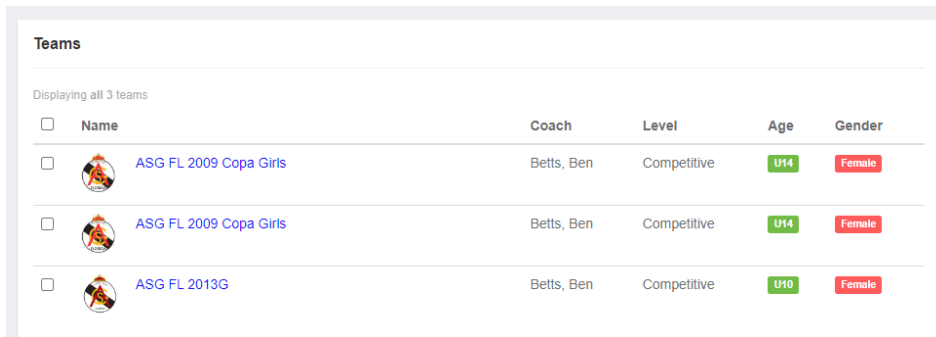 Teams
Displaying all 3 teams
Name Coach Level Age Gender
ASG FL 2009 Copa Girls Betts, Ben Competitive U14 Female
ASG FL 2009 Copa Girls Betts, Ben Competitive U14 Female
ASG FL 2013G Betts, Ben Competitive U10 Female